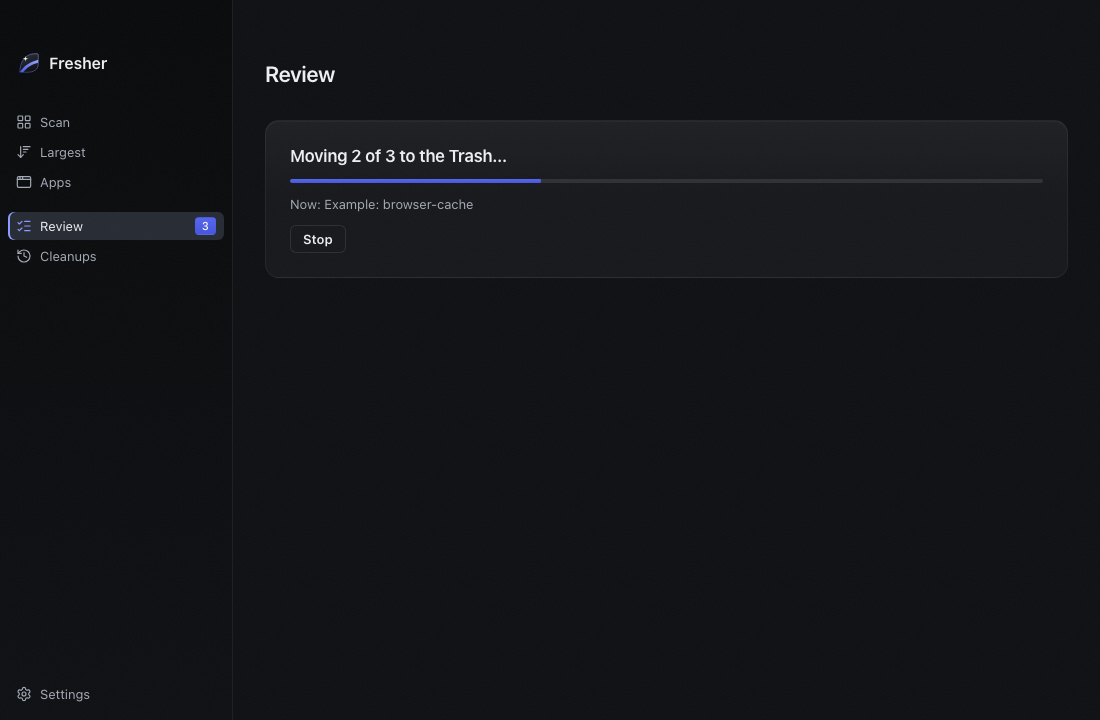 Fresher
Scan
Largest
Apps
Review 3
Cleanups
Settings
Review
Moving 2 of 3 to the Trash...
Now: Example: browser-cache
Stop